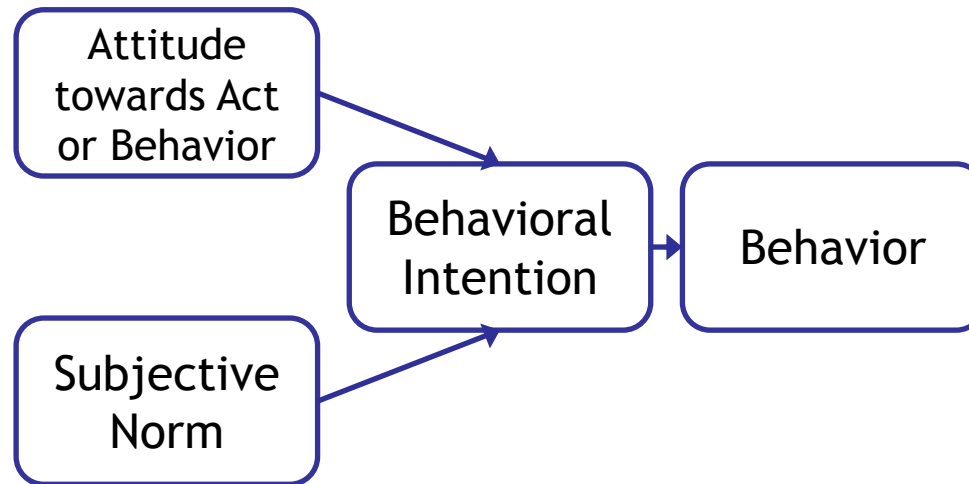 Attitude
towards Act
or Behavior
Behavioral
Intention
Behavior
Subjective
Norm